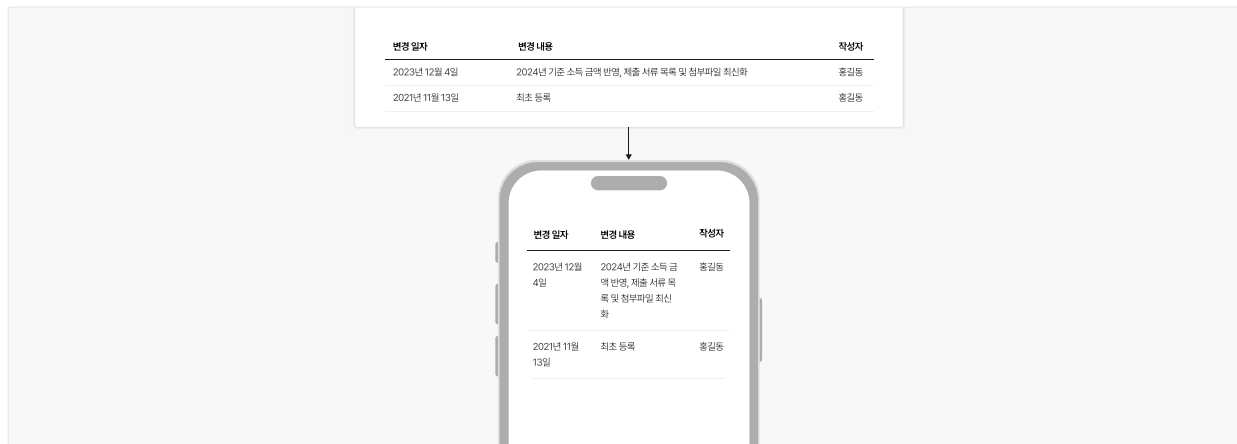 변경 일자 변경 내용 작성자
2023년 12월 4일 2024년 기준 소득 금액 반영, 제출 서류 목록 및 첨부파일 최신화 홍길동
2021년 11월 13일 최초 등록 홍길동
변경 일자 변경 내용 작성자
2023년 12월 2024년 기준 소득 금 홍길동
4일 액 반영, 제출 서류 목
록 및 첨부파일 최신
화
2021년 11월 최초 등록 홍길동
13일